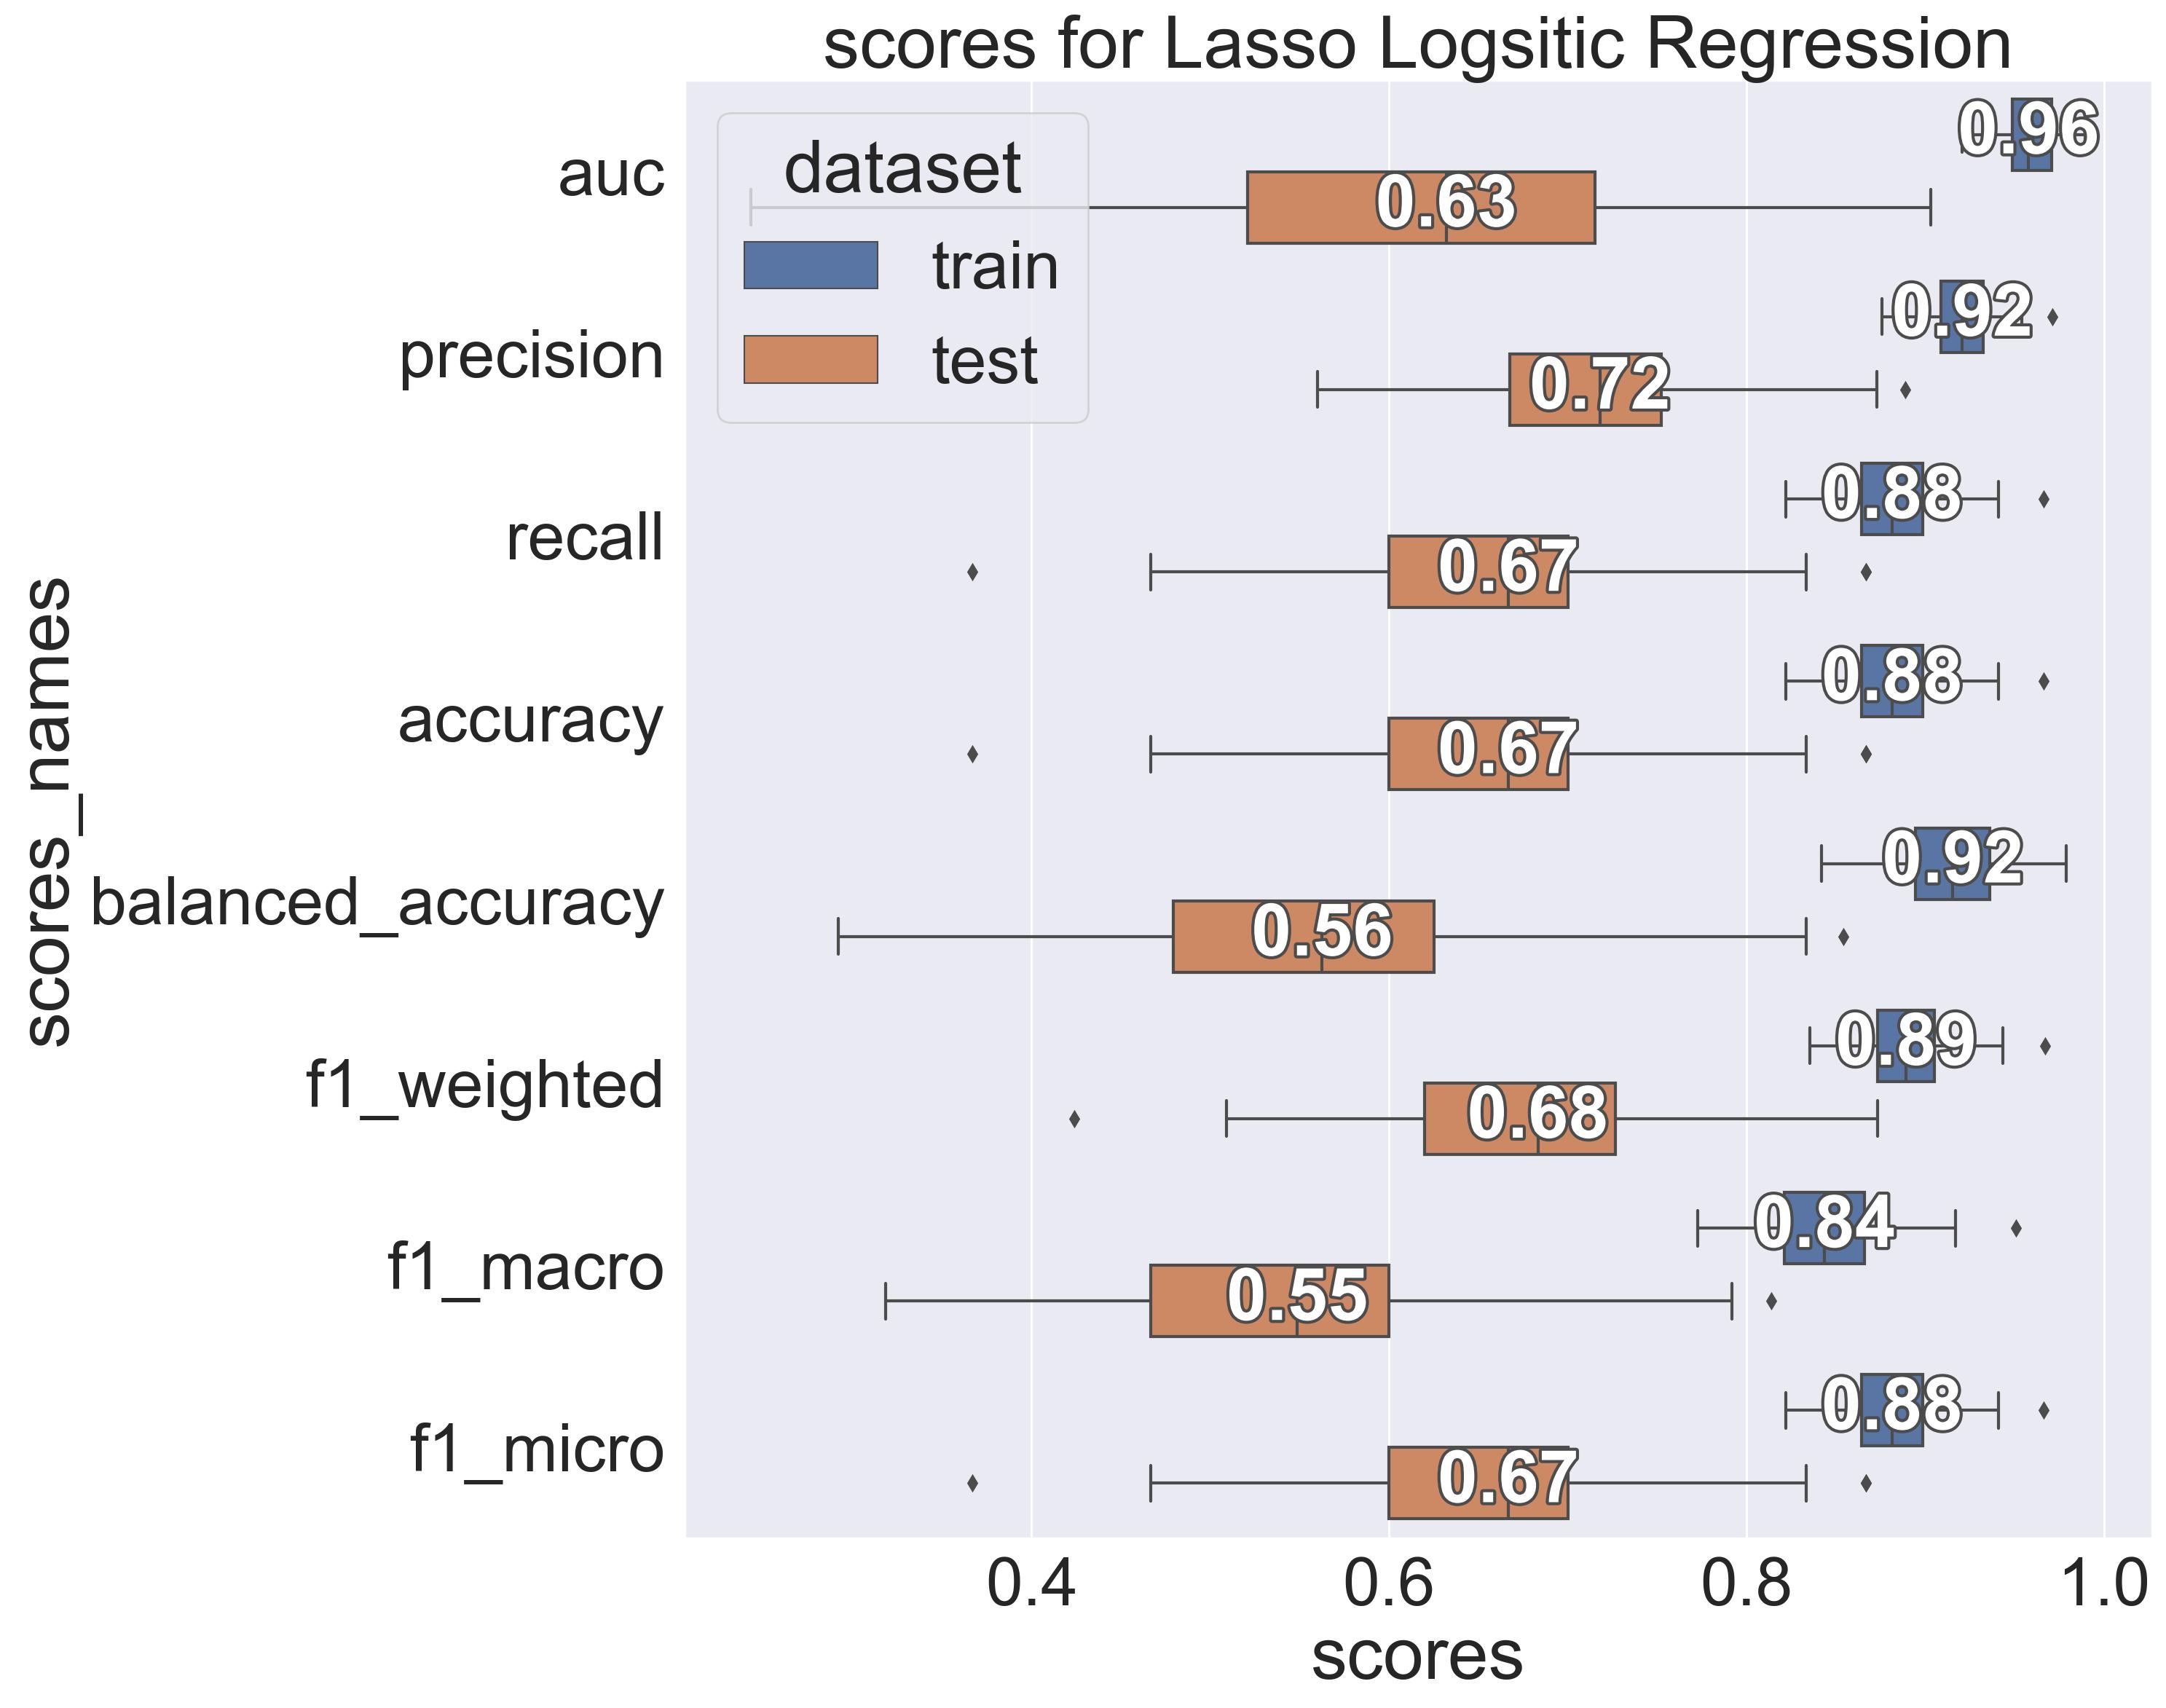 scores for Lasso Logsitic Regression
dataset
train
test
scores_names
auc
0.96
0.63
precision
0.92
0.72
recall
0.88
0.67
accuracy
0.88
0.67
balanced_accuracy
0.92
0.56
f1_weighted
0.89
0.68
f1_macro
0.84
0.55
f1_micro
0.88
0.67
0.4 0.6 0.8 1.0
scores